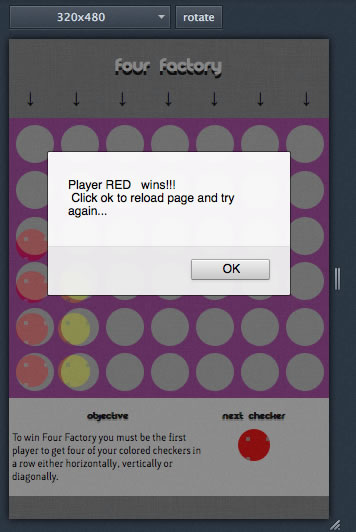 320x480 rotate
four factory
↓ ↓ ↓ ↓ ↓ ↓ ↓
Player RED wins!!!
Click ok to reload page and try
again...
OK
objective
To win Four Factory you must be the first
player to get four of your colored checkers in
a row either horizontally, vertically or
diagonally.
next checker